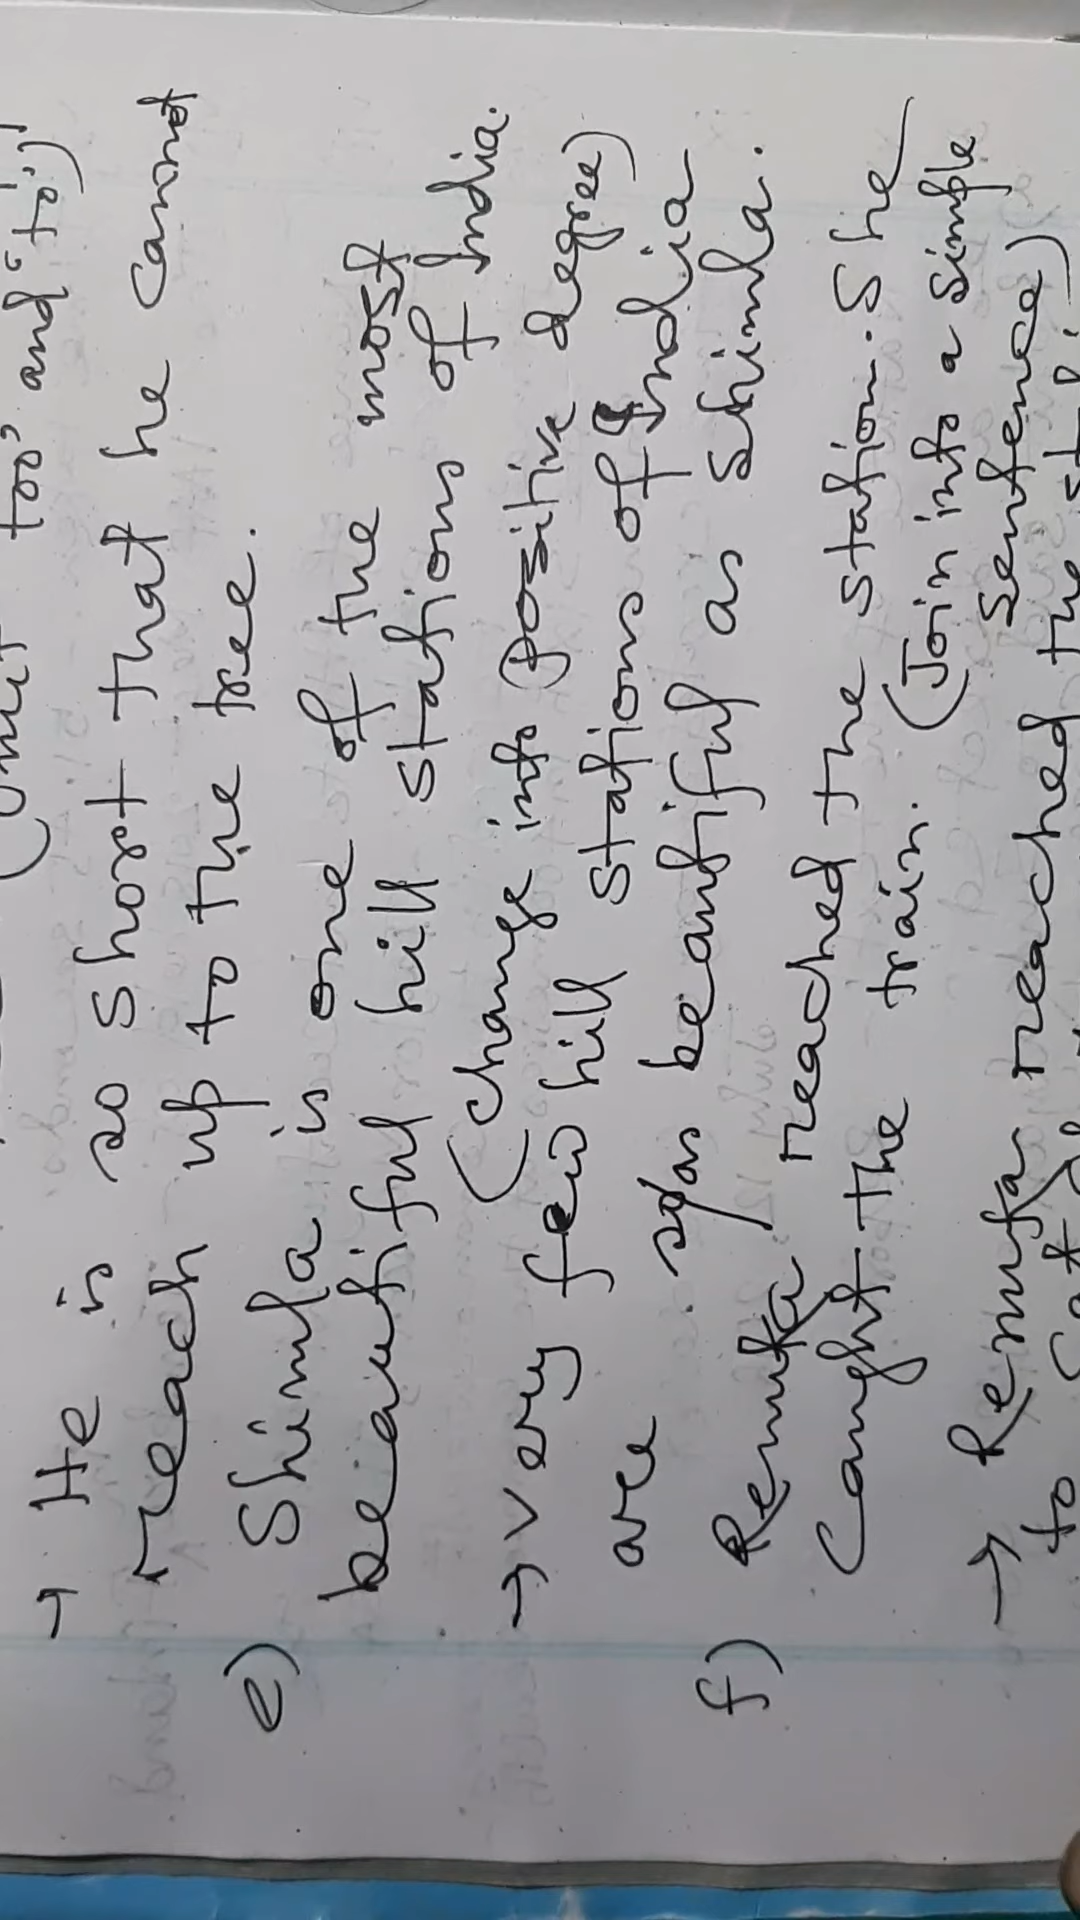 (Omit 'too' and 'to')
→ He is so short that he cannot
reach up to the tree.
e) Shimla is one of the most
beautiful hill stations of India.
(Change into positive degree)
→ very few hill stations of India
are as beautiful as Shimla.
f) Renuka reached the station. She
Caught the train. (Join into a simple
sentence)
→ Renuka reached the
to